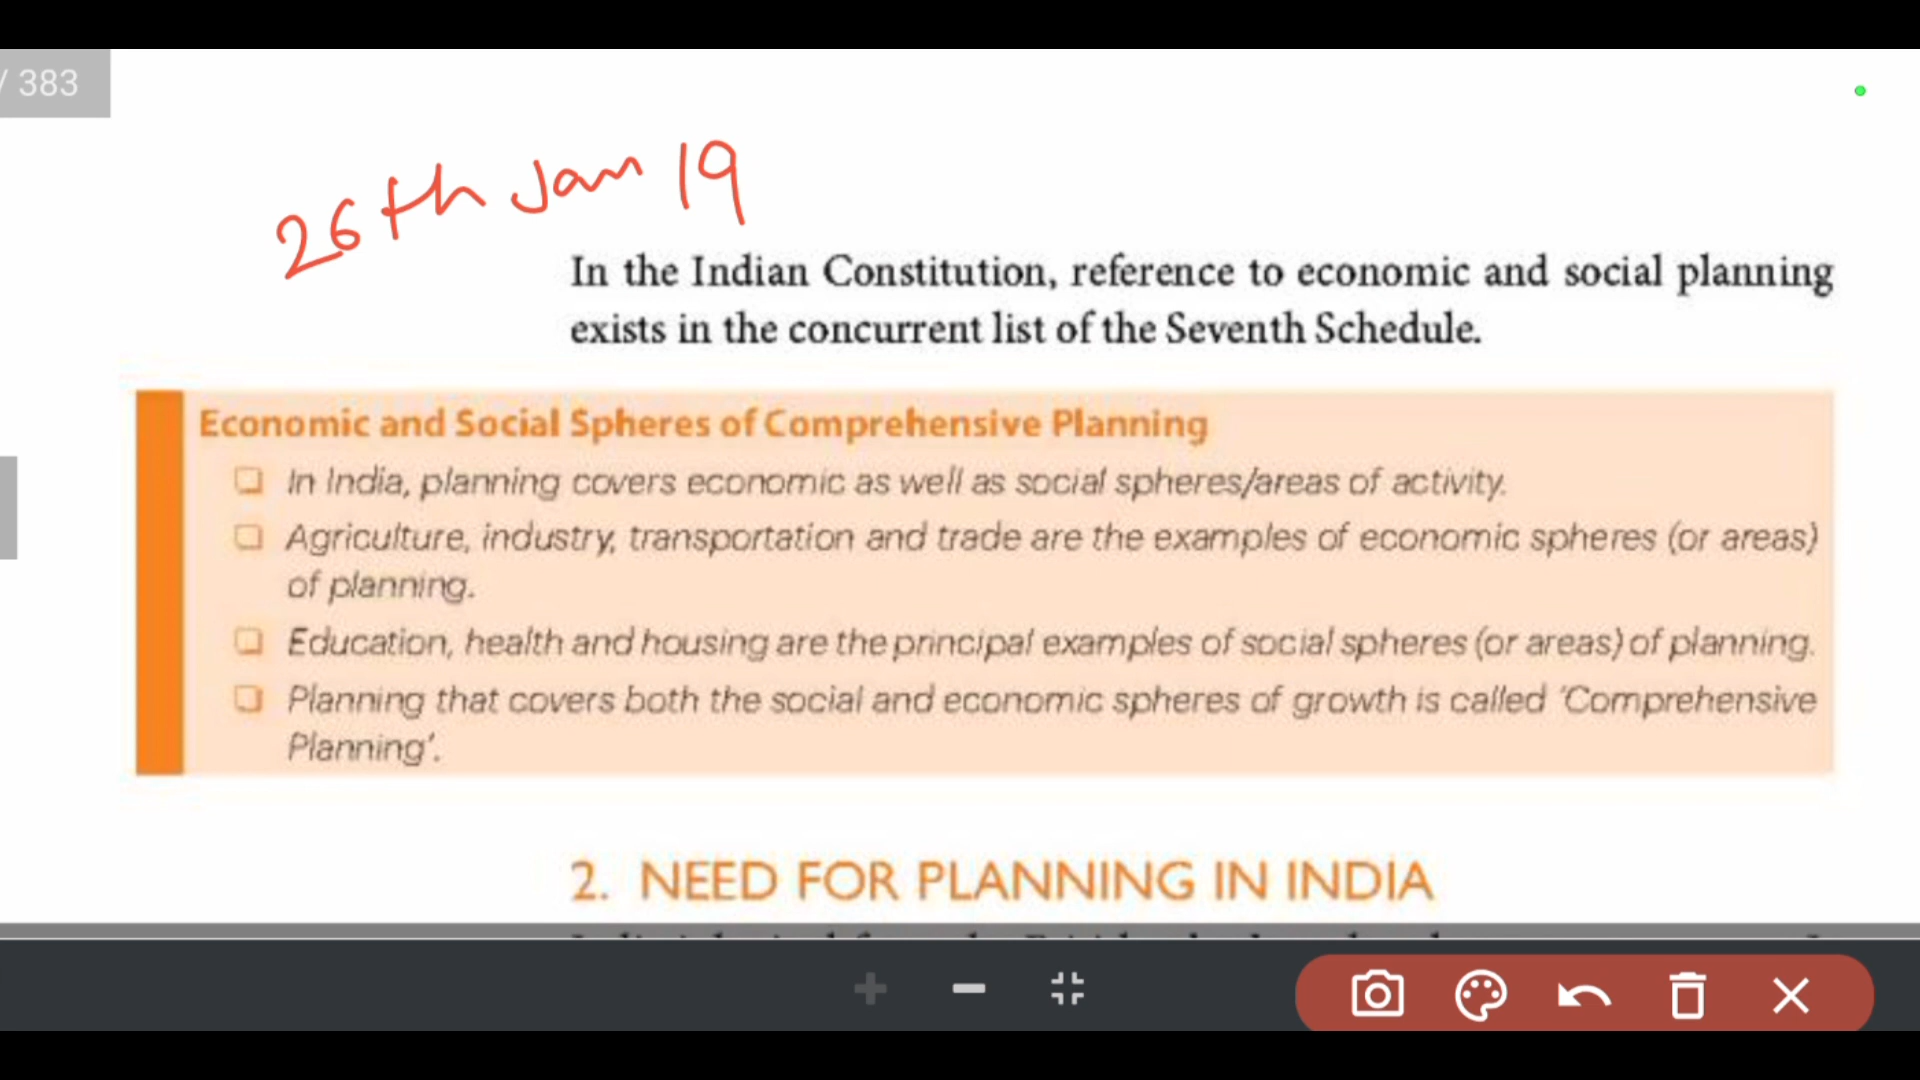 / 383
26th Jan 19
In the Indian Constitution, reference to economic and social planning
exists in the concurrent list of the Seventh Schedule.
Economic and Social Spheres of Comprehensive Planning
❑ In India, planning covers economic as well as social spheres/areas of activity.
❑ Agriculture, industry, transportation and trade are the examples of economic spheres (or areas)
of planning.
❑ Education, health and housing are the principal examples of social spheres (or areas) of planning.
❑ Planning that covers both the social and economic spheres of growth is called ‘Comprehensive
Planning’.
2. NEED FOR PLANNING IN INDIA